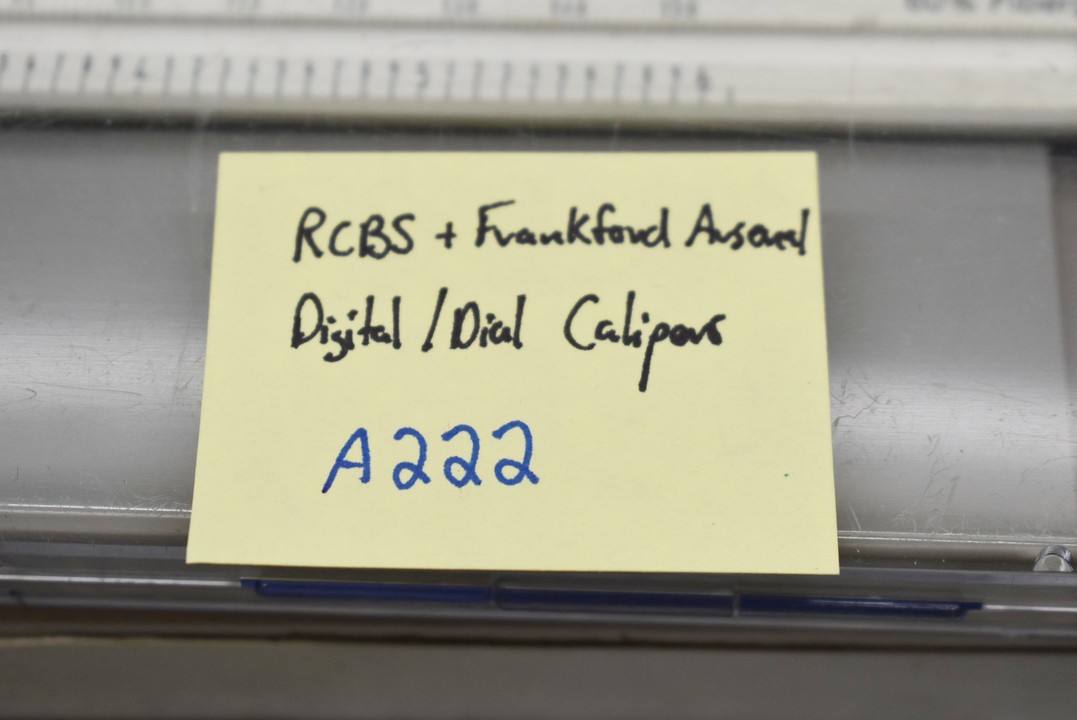 RCBS + Frankford Arsenal
Digital / Dial Calipers
A222